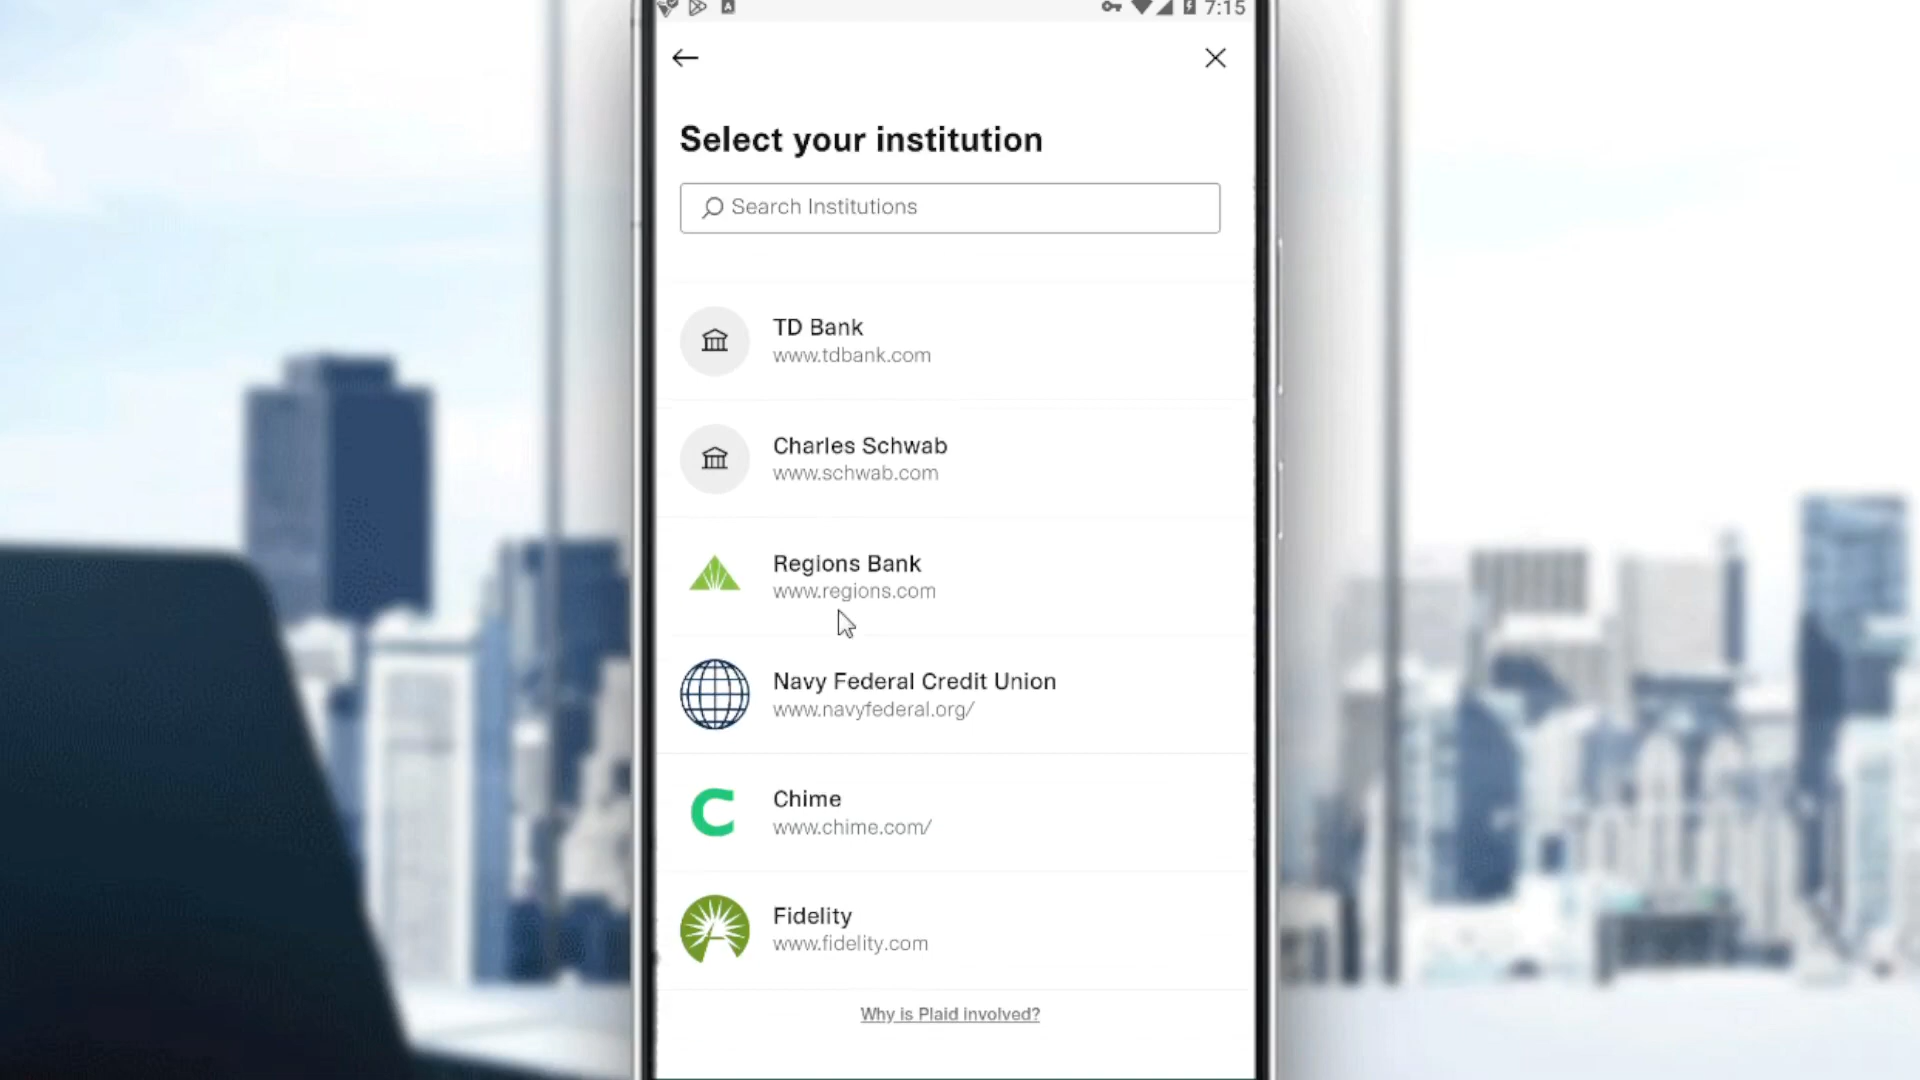 7:15
Select your institution
Search Institutions
TD Bank
www.tdbank.com
Charles Schwab
www.schwab.com
Regions Bank
www.regions.com
Navy Federal Credit Union
www.navyfederal.org/
Chime
www.chime.com/
Fidelity
www.fidelity.com
Why is Plaid involved?